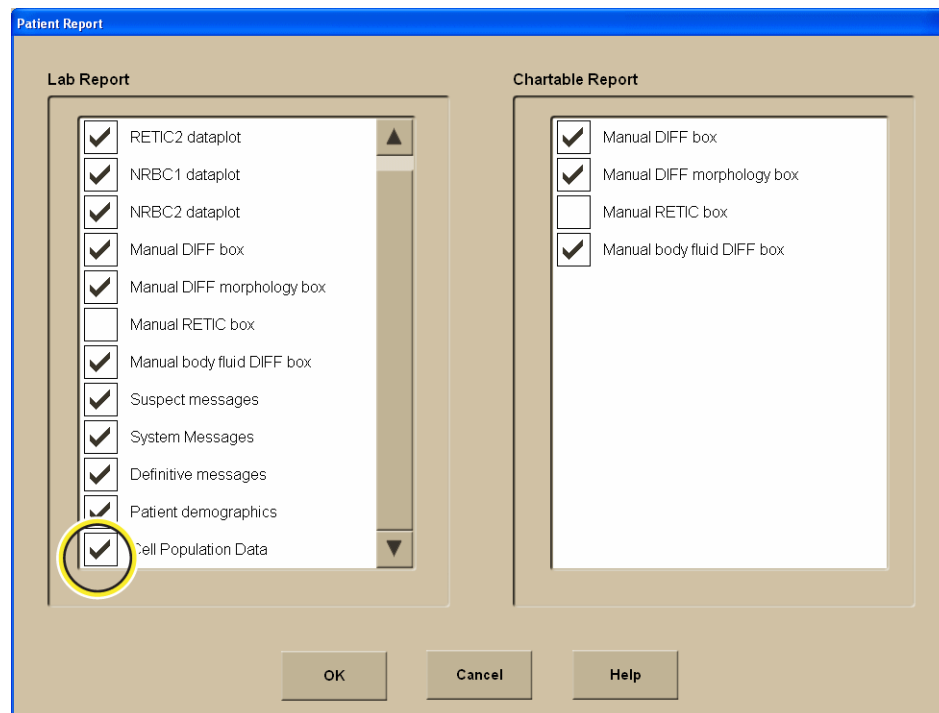 Patient Report
Lab Report
RETIC2 dataplot
NRBC1 dataplot
NRBC2 dataplot
Manual DIFF box
Manual DIFF morphology box
Manual RETIC box
Manual body fluid DIFF box
Suspect messages
System Messages
Definitive messages
Patient demographics
Cell Population Data
Chartable Report
Manual DIFF box
Manual DIFF morphology box
Manual RETIC box
Manual body fluid DIFF box
OK
Cancel
Help